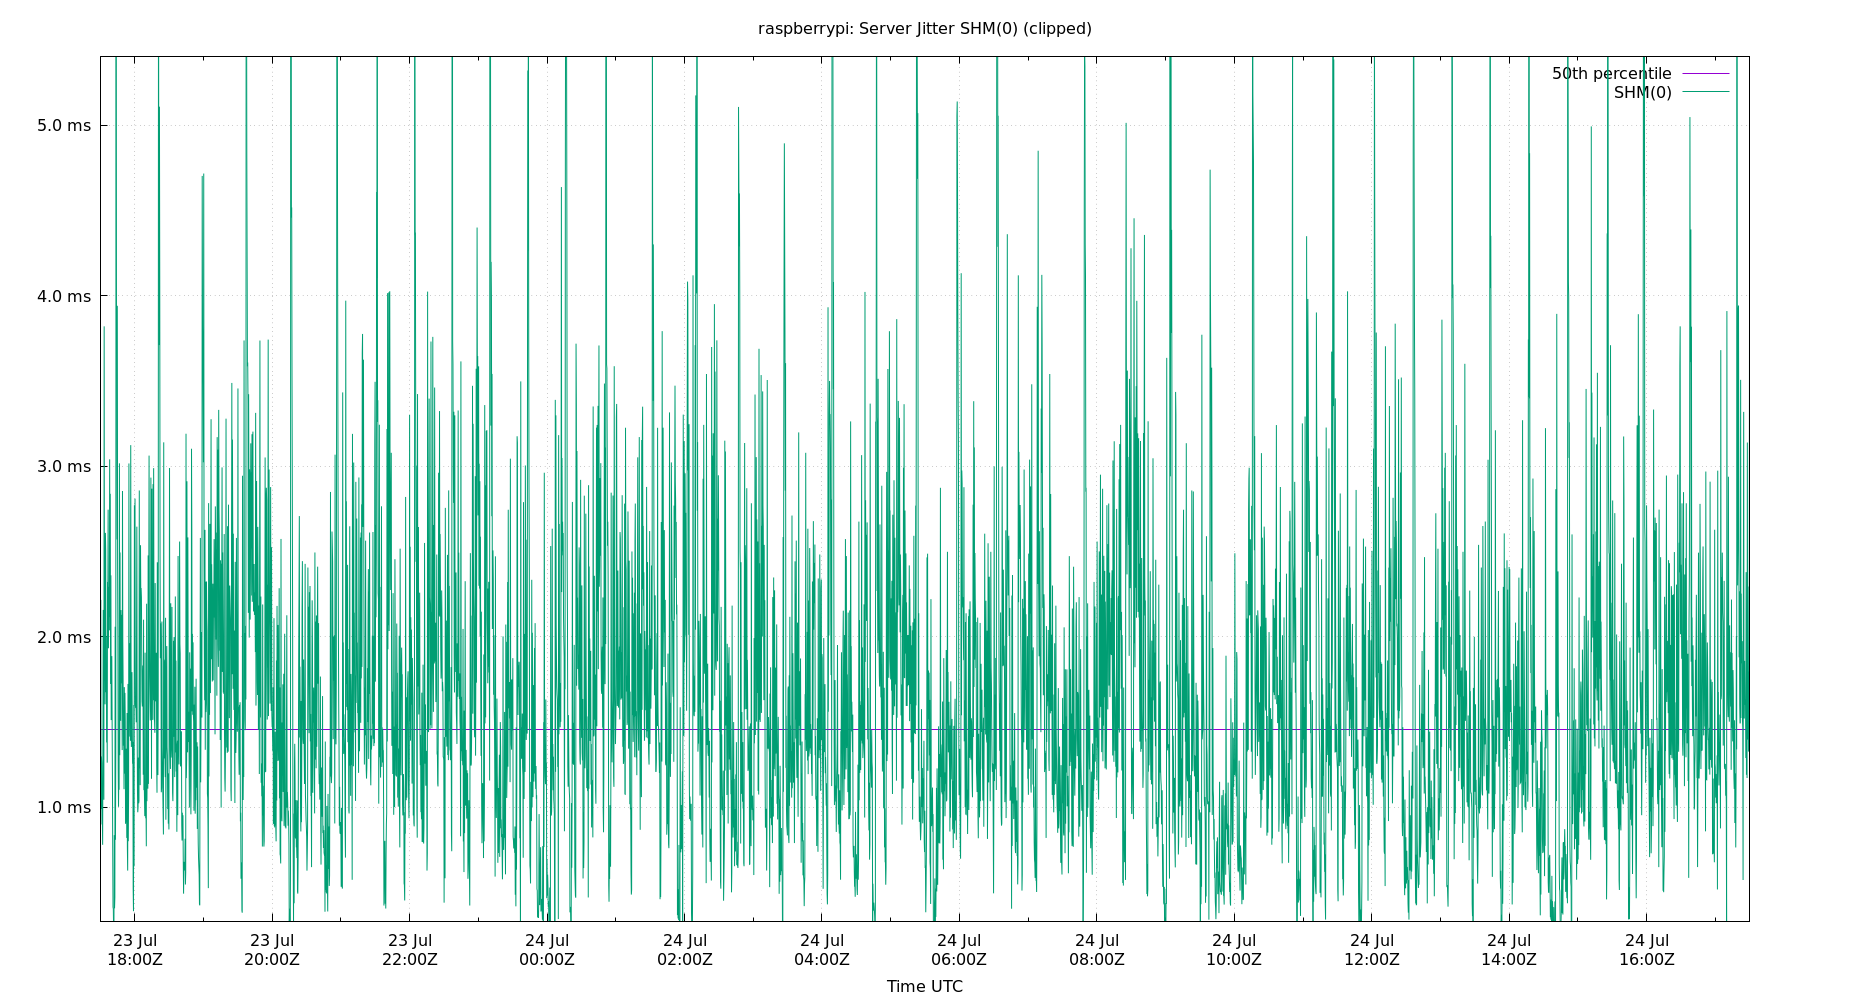 raspberrypi: Server Jitter SHM(0) (clipped)
50th percentile
SHM(0)
5.0 ms
4.0 ms
3.0 ms
2.0 ms
1.0 ms
23 Jul 23 Jul 23 Jul 24 Jul 24 Jul 24 Jul 24 Jul 24 Jul 24 Jul 24 Jul 24 Jul 24 Jul
18:00Z 20:00Z 22:00Z 00:00Z 02:00Z 04:00Z 06:00Z 08:00Z 10:00Z 12:00Z 14:00Z 16:00Z
Time UTC